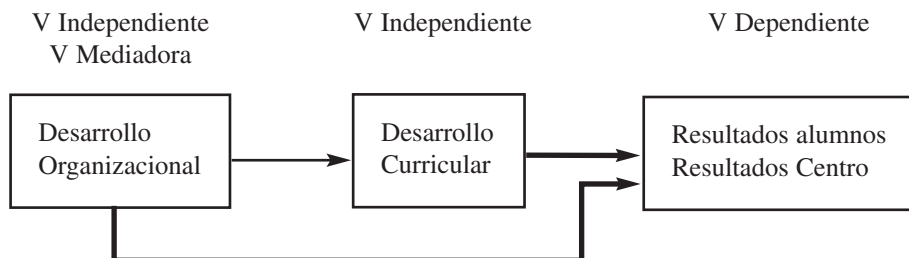 V Independiente
V Mediadora
V Independiente
V Dependiente
Desarrollo
Organizacional
Desarrollo
Curricular
Resultados alumnos
Resultados Centro